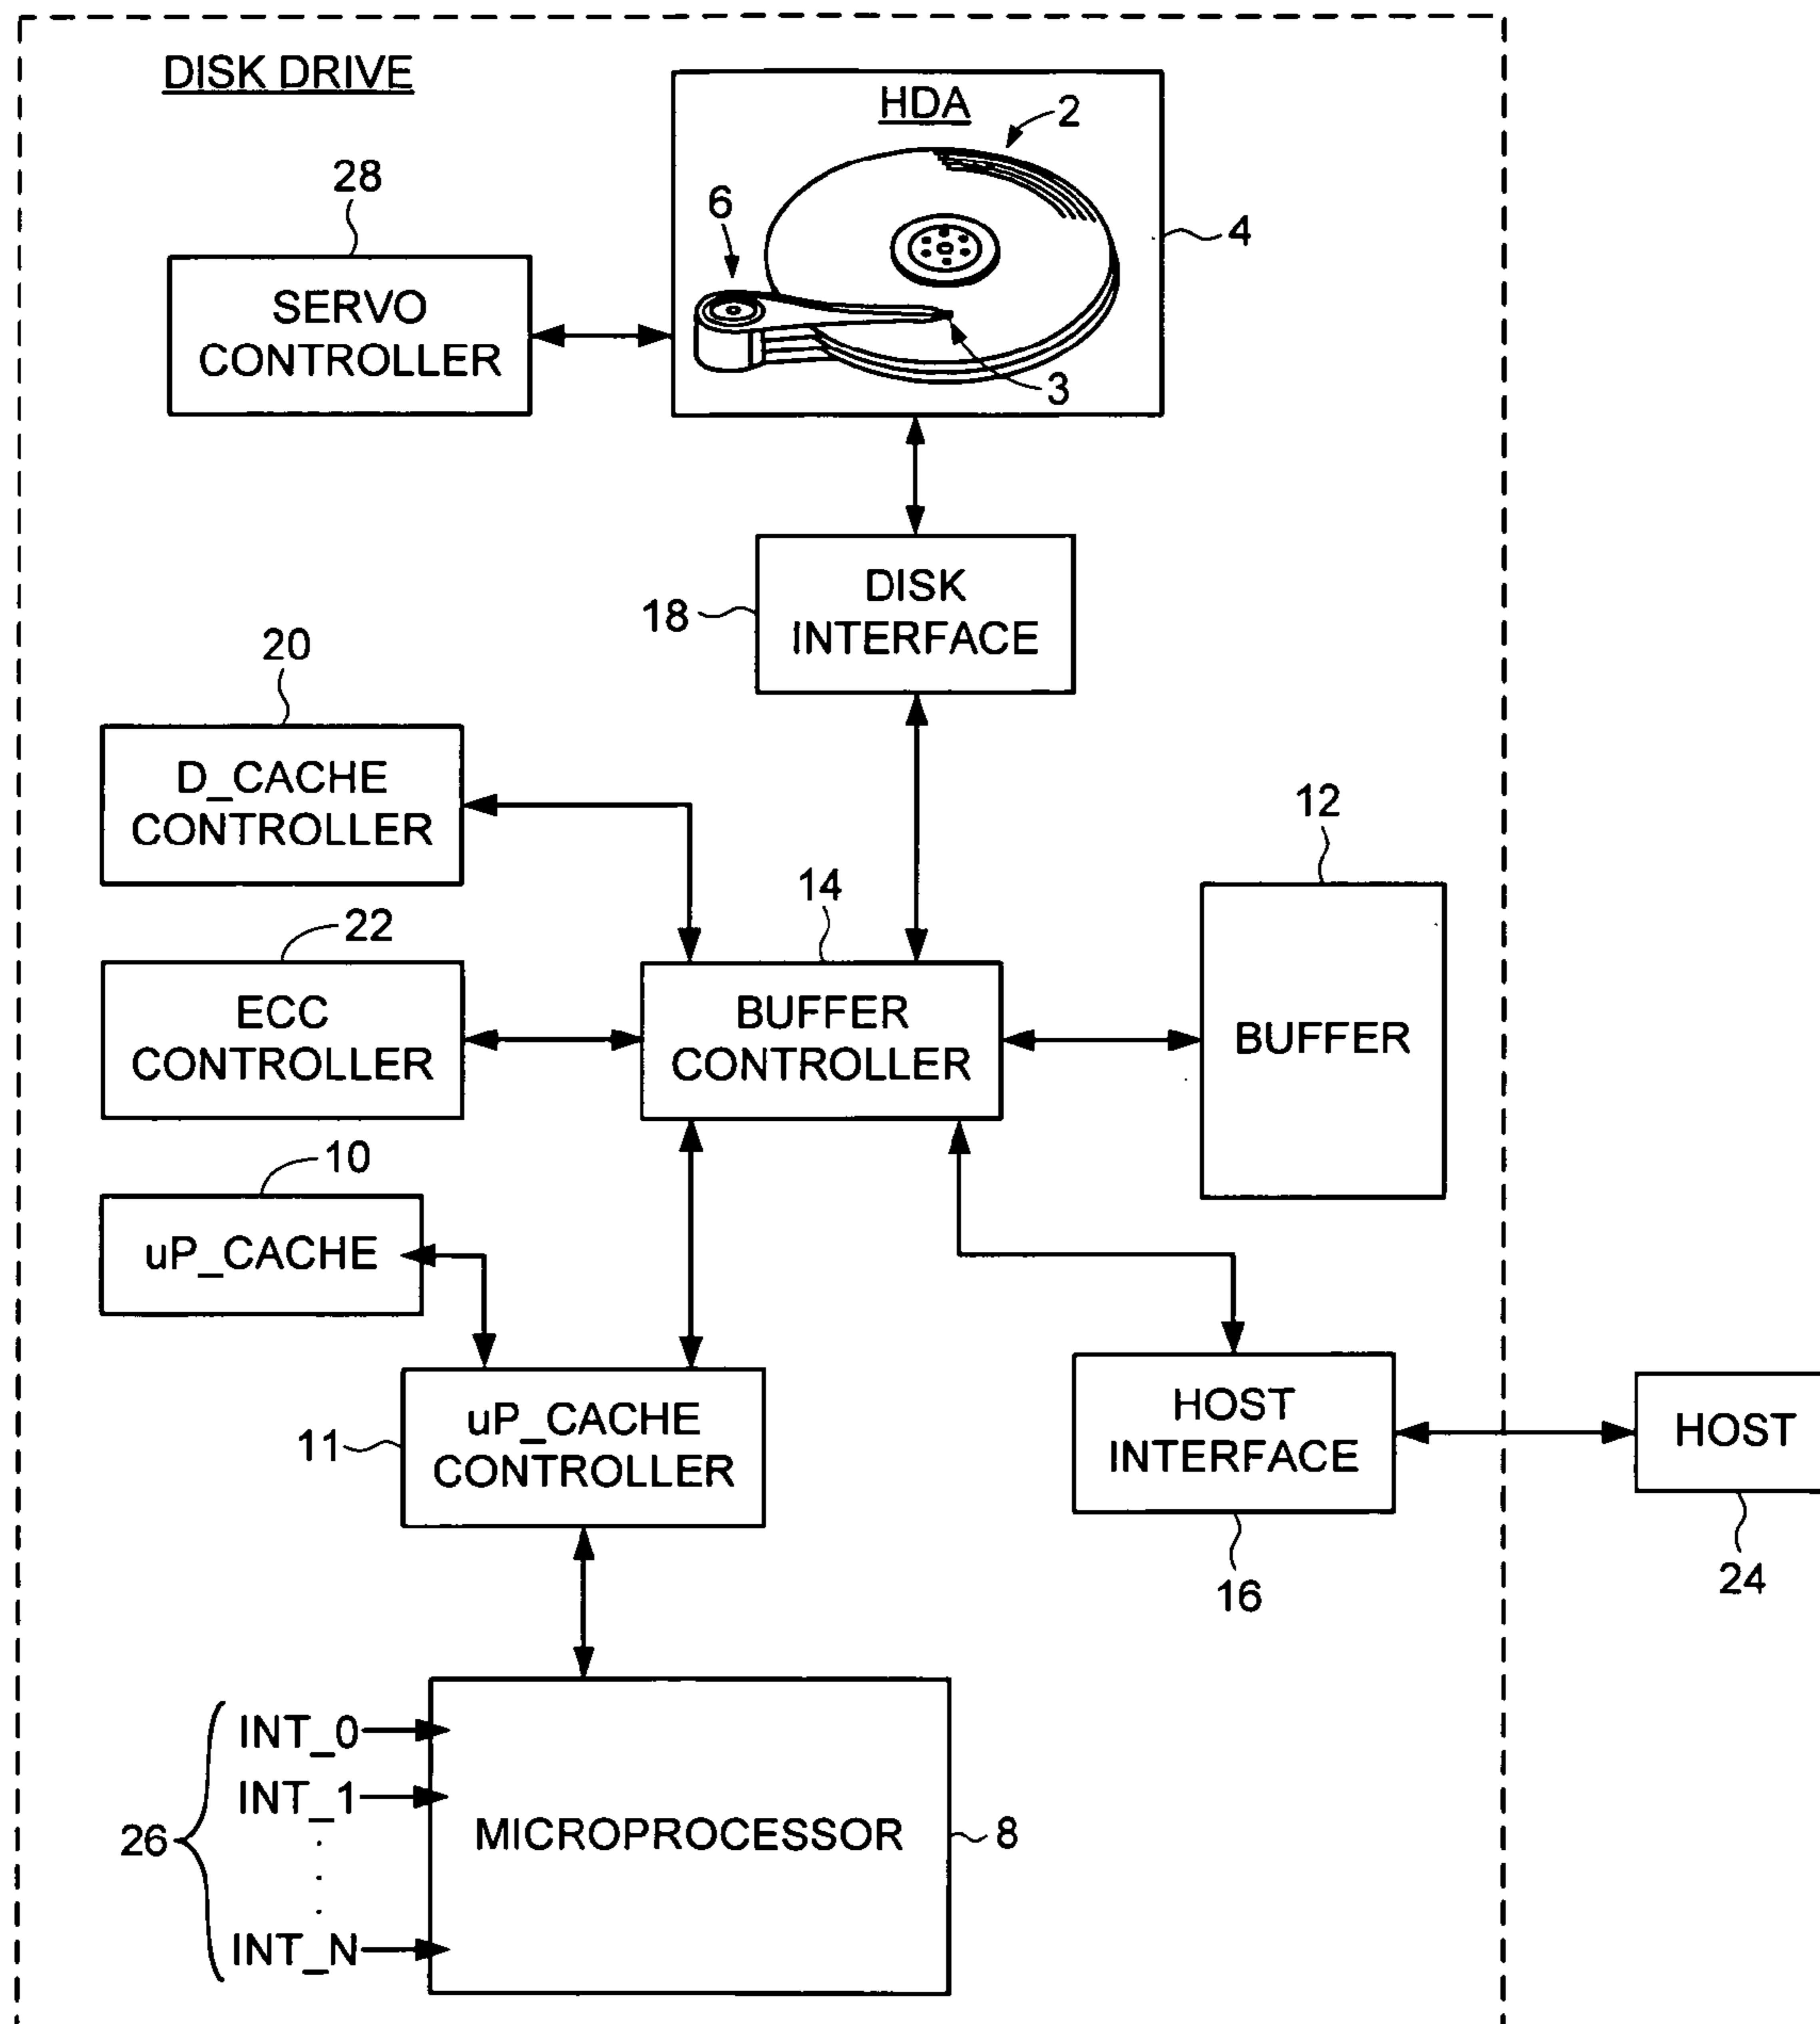 DISK DRIVE
HDA
2
28
6
4
SERVO
CONTROLLER
3
DISK
INTERFACE
18
20
D_CACHE
CONTROLLER
12
14
22
ECC
CONTROLLER
BUFFER
CONTROLLER
BUFFER
10
uP_CACHE
11
uP_CACHE
CONTROLLER
HOST
INTERFACE
HOST
16
24
INT_0
INT_1
26
MICROPROCESSOR
8
INT_N